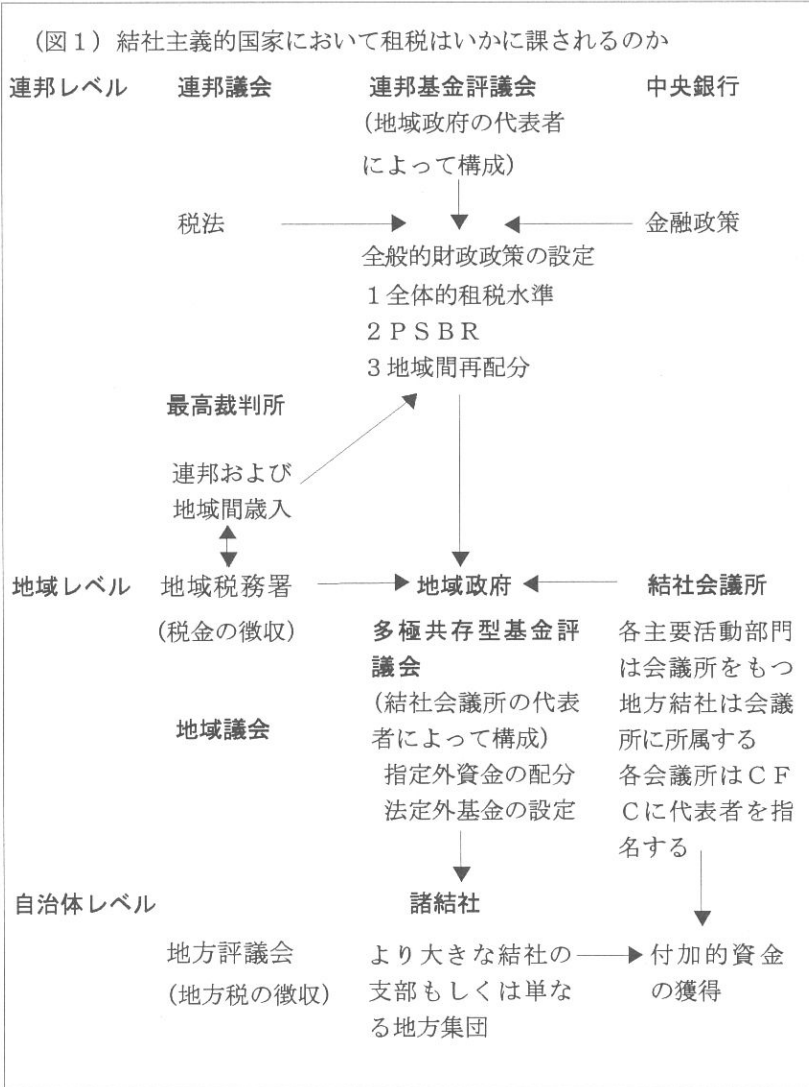 （図１）結社主義的国家において租税はいかに課されるのか
連邦レベル 連邦議会 連邦基金評議会 中央銀行
（地域政府の代表者
によって構成）
税法 金融政策
全般的財政政策の設定
１全体的租税水準
２ＰＳＢＲ
３地域間再配分
最高裁判所
連邦および
地域間歳入
地域レベル 地域税務署 地域政府 結社会議所
（税金の徴収）
地域議会
多極共存型基金評
議会
（結社会議所の代表
者によって構成）
指定外資金の配分
法定外基金の設定
各主要活動部門
は会議所をもつ
地方結社は会議
所に所属する
各会議所はＣＦ
Ｃに代表者を指
名する
自治体レベル 諸結社
地方評議会
（地方税の徴収）
より大きな結社の
支部もしくは単な
る地方集団
付加的資金
の獲得